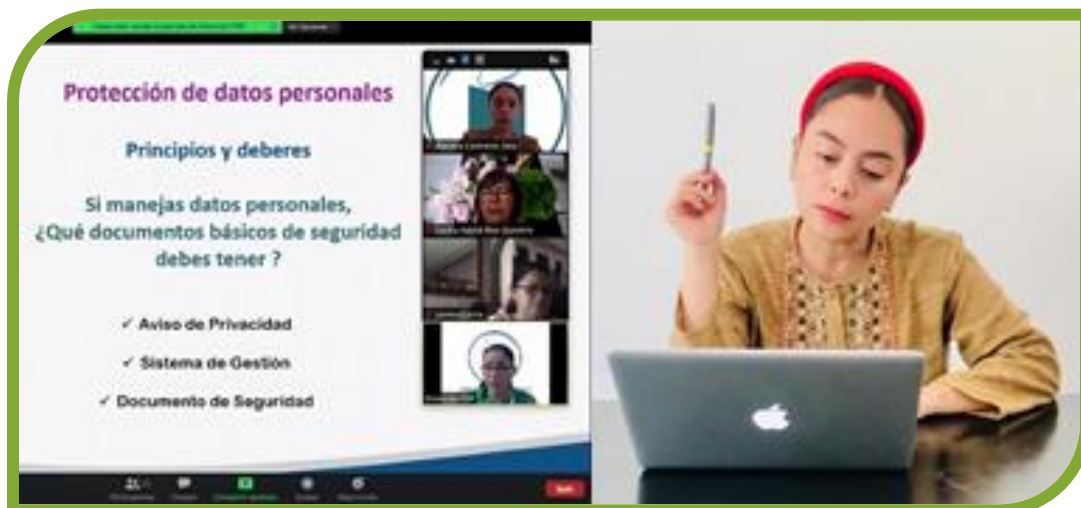 Protección de datos personales
Principios y deberes
Si manejas datos personales,
¿Qué documentos básicos de seguridad
debes tener ?
✓ Aviso de Privacidad
✓ Sistema de Gestión
✓ Documento de Seguridad